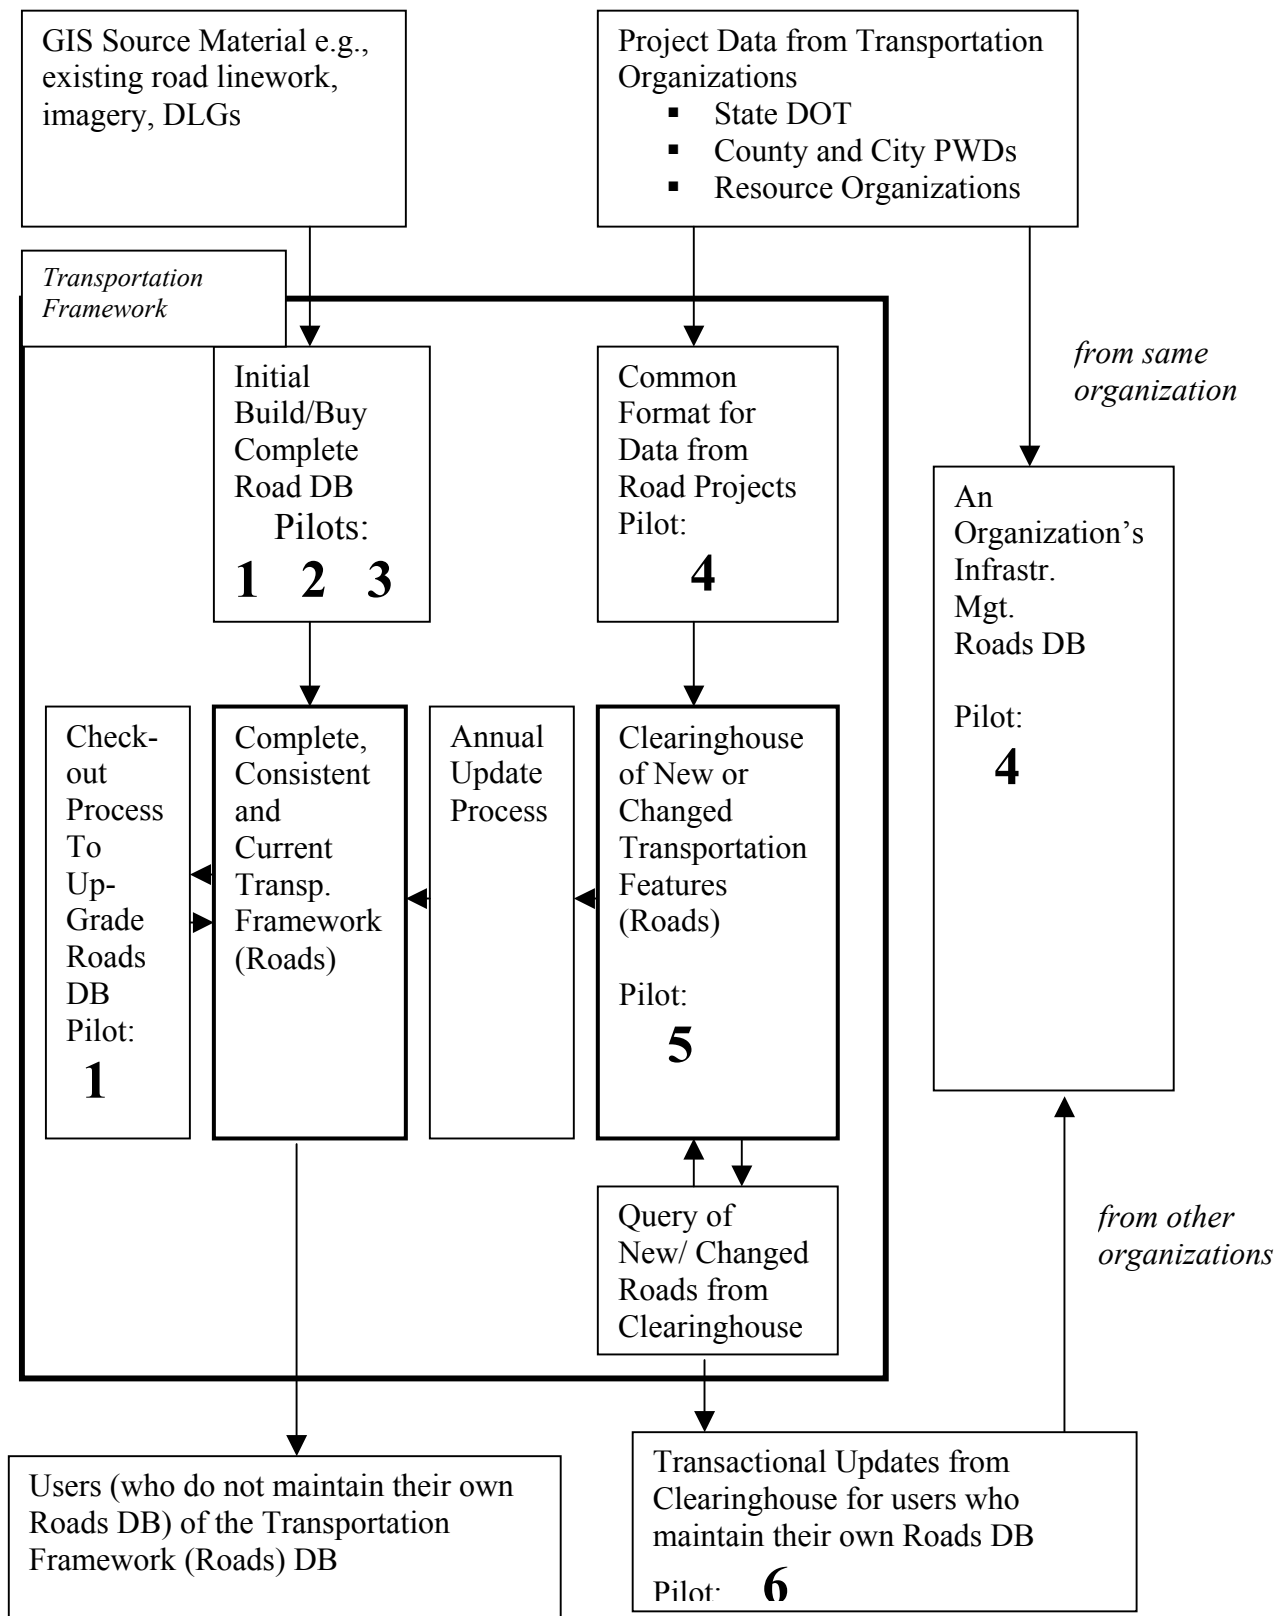 GIS Source Material e.g.,
existing road linework,
imagery, DLGs
Project Data from Transportation
Organizations
▪ State DOT
▪ County and City PWDs
▪ Resource Organizations
Transportation
Framework
Initial
Build/Buy
Complete
Road DB
Pilots:
1 2 3
Common
Format for
Data from
Road Projects
Pilot:
4
from same
organization
An
Organization’s
Infrastr.
Mgt.
Roads DB
Pilot:
4
Check-
out
Process
To
Up-
Grade
Roads
DB
Pilot:
1
Complete,
Consistent
and
Current
Transp.
Framework
(Roads)
Annual
Update
Process
Clearinghouse
of New or
Changed
Transportation
Features
(Roads)
Pilot:
5
Query of
New/ Changed
Roads from
Clearinghouse
from other
organizations
Users (who do not maintain their own
Roads DB) of the Transportation
Framework (Roads) DB
Transactional Updates from
Clearinghouse for users who
maintain their own Roads DB
Pilot: 6